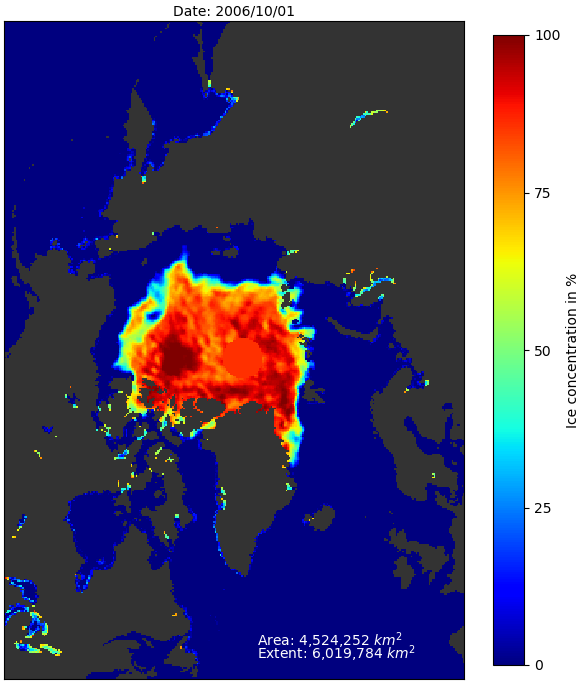 Date: 2006/10/01
100
75
50
25
0
Ice concentration in %
Area: 4,524,252 km²
Extent: 6,019,784 km²